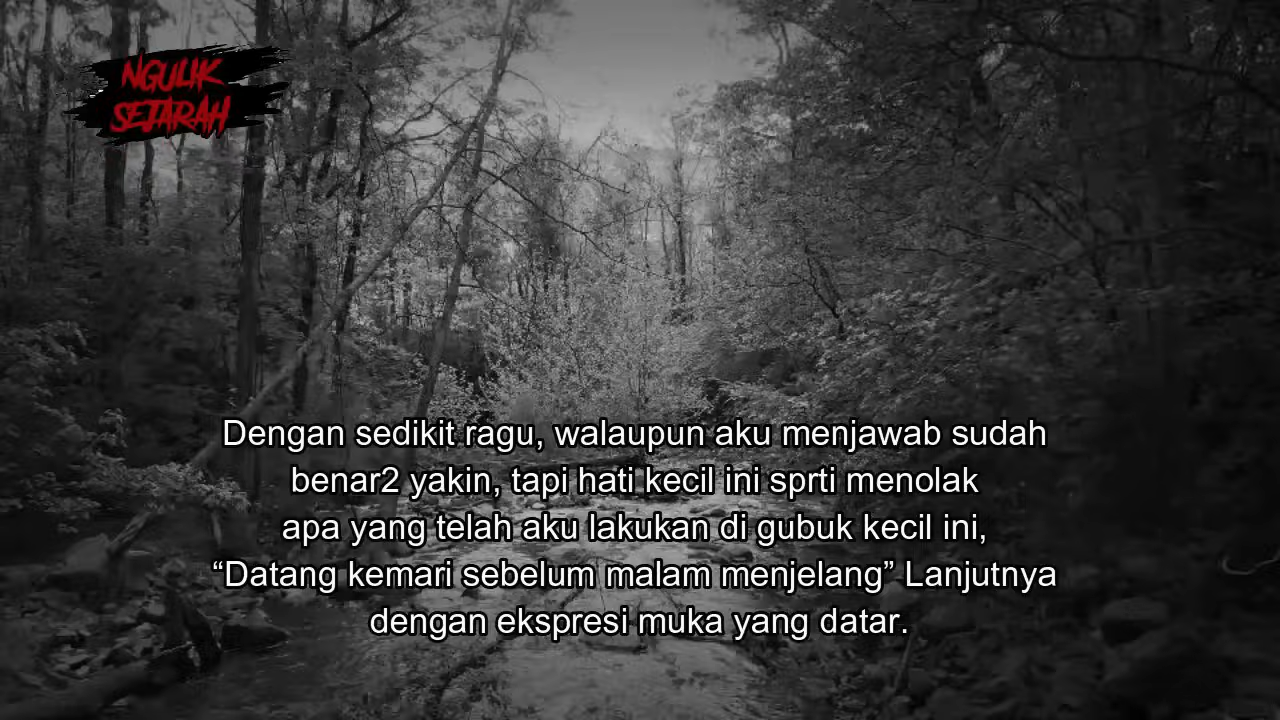 NGULIK
SEJARAH
Dengan sedikit ragu, walaupun aku menjawab sudah
benar2 yakin, tapi hati kecil ini sprti menolak
apa yang telah aku lakukan di gubuk kecil ini,
“Datang kemari sebelum malam menjelang” Lanjutnya
dengan ekspresi muka yang datar.